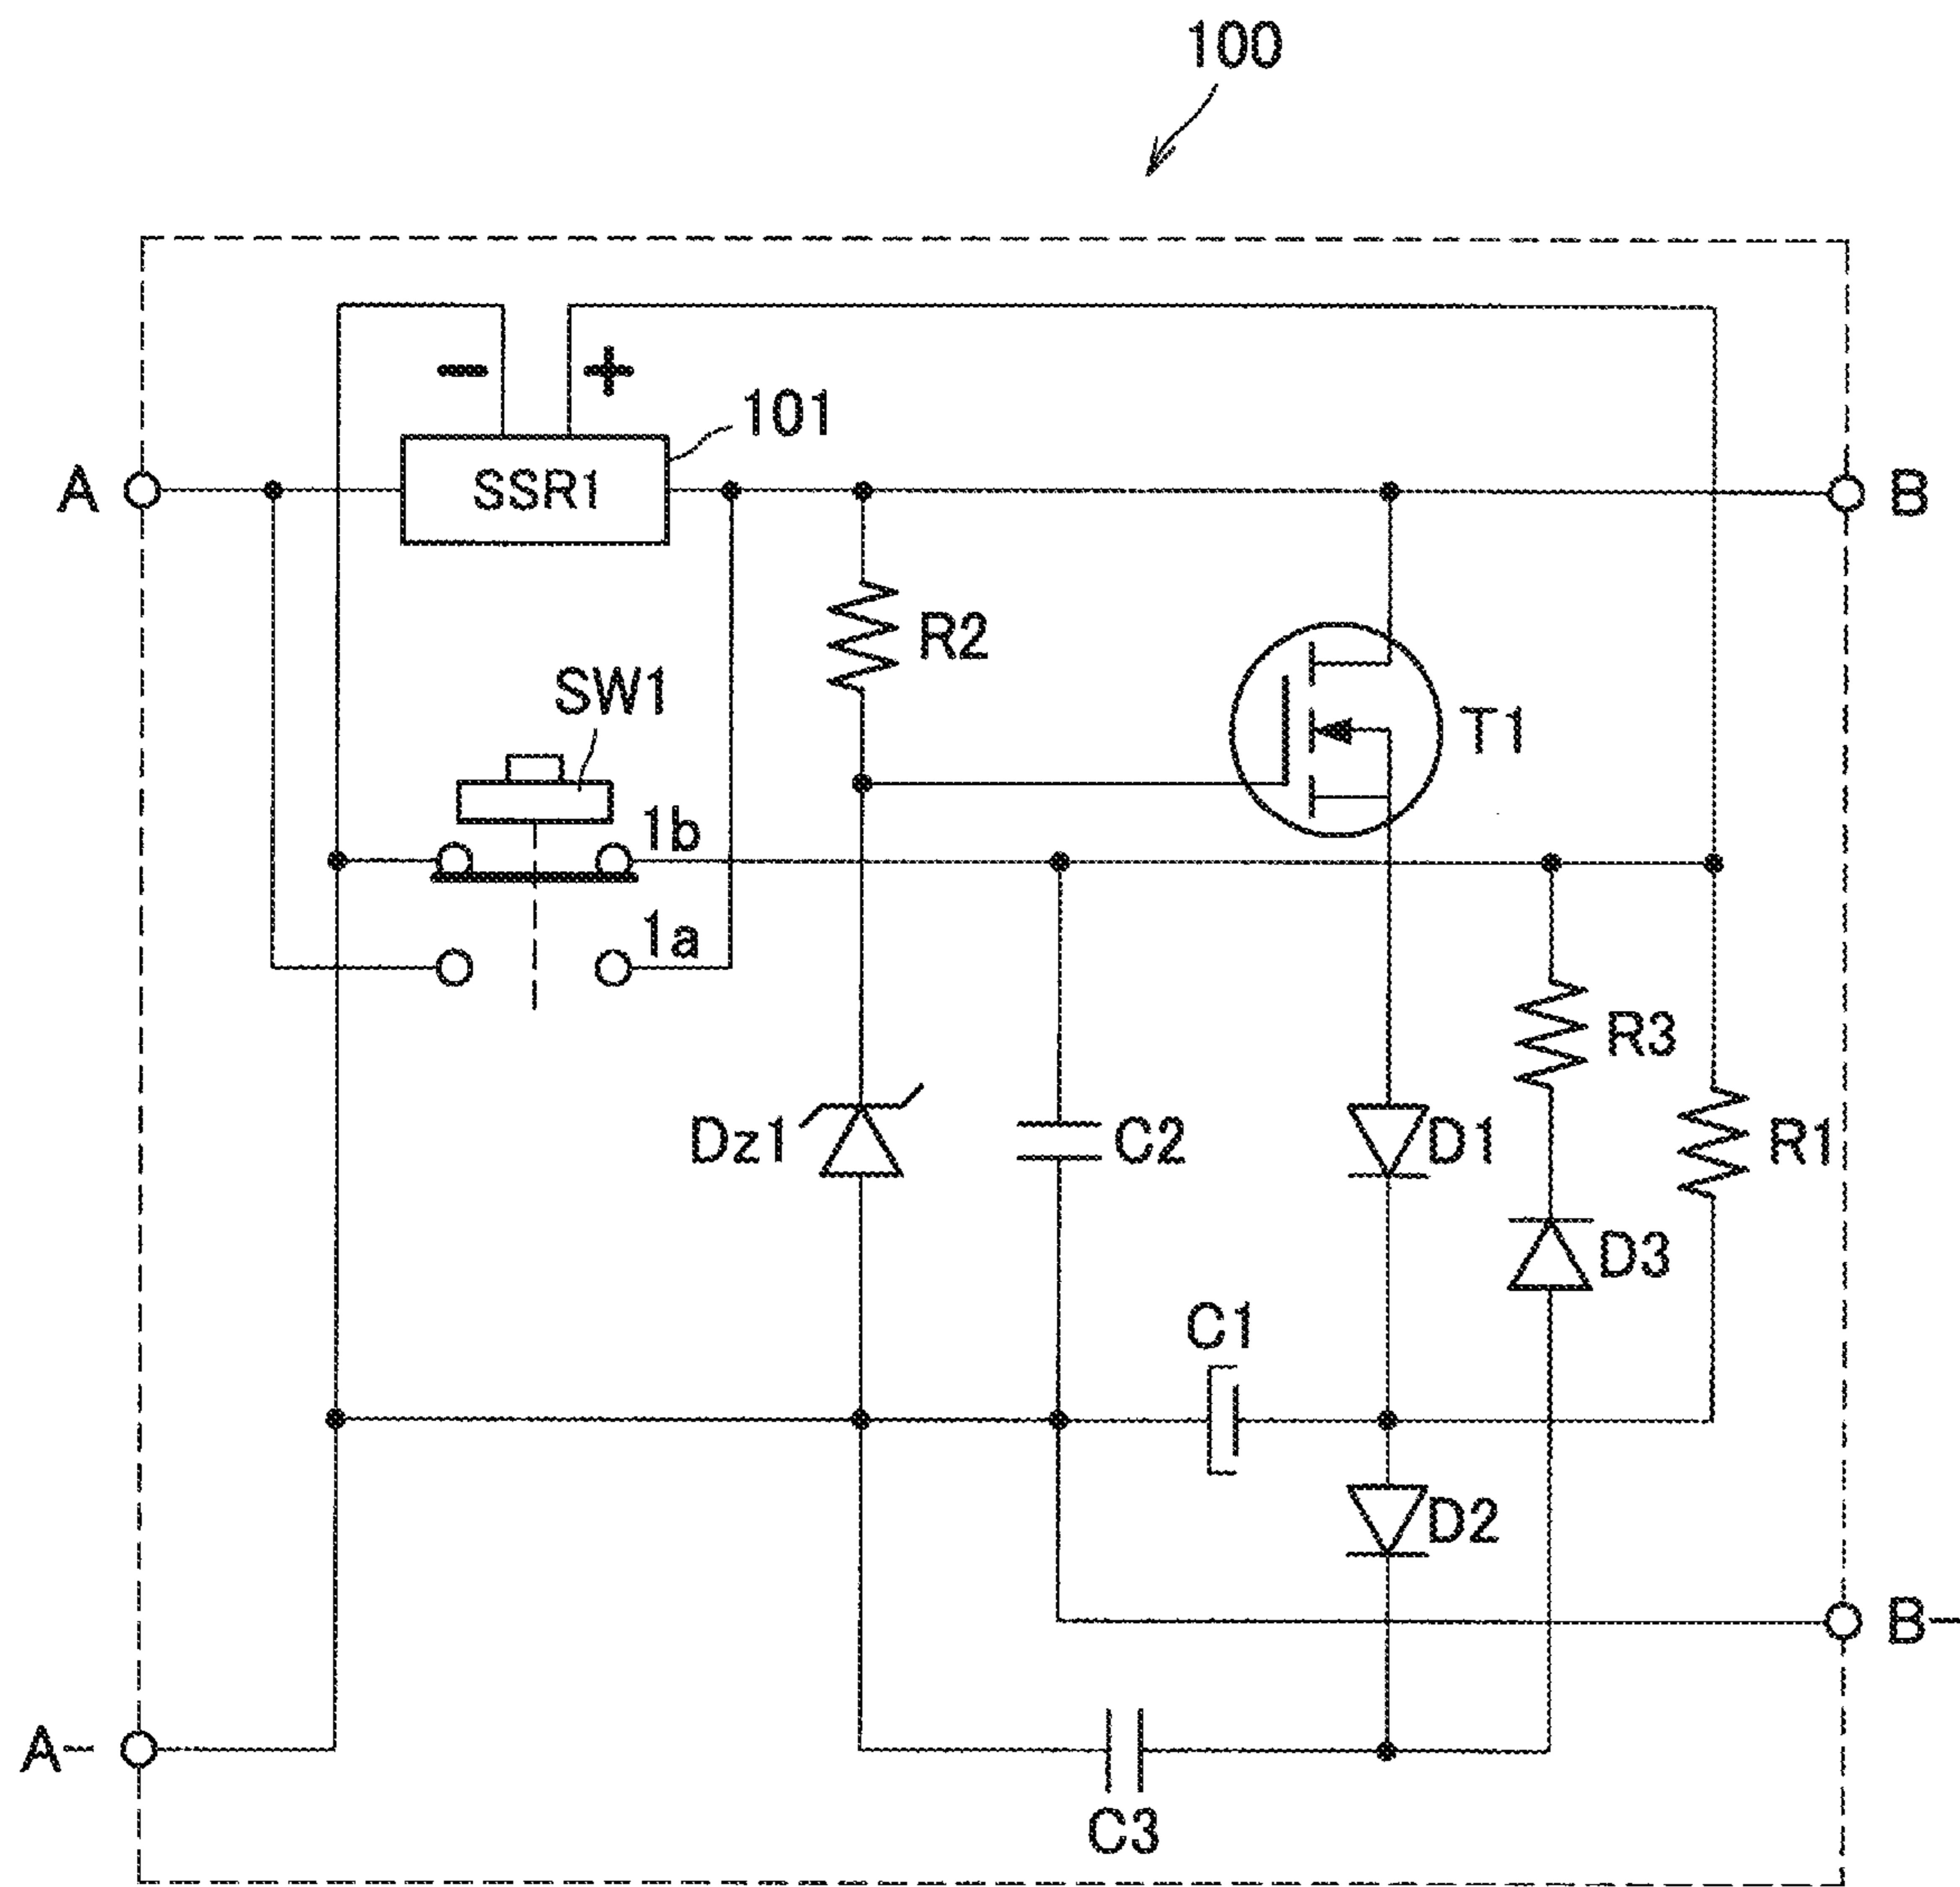 100
− +
101
A
SSR1
B
R2
SW1
T1
1b
1a
R3
Dz1
C2
D1
R1
D3
C1
D2
B−
A−
C3